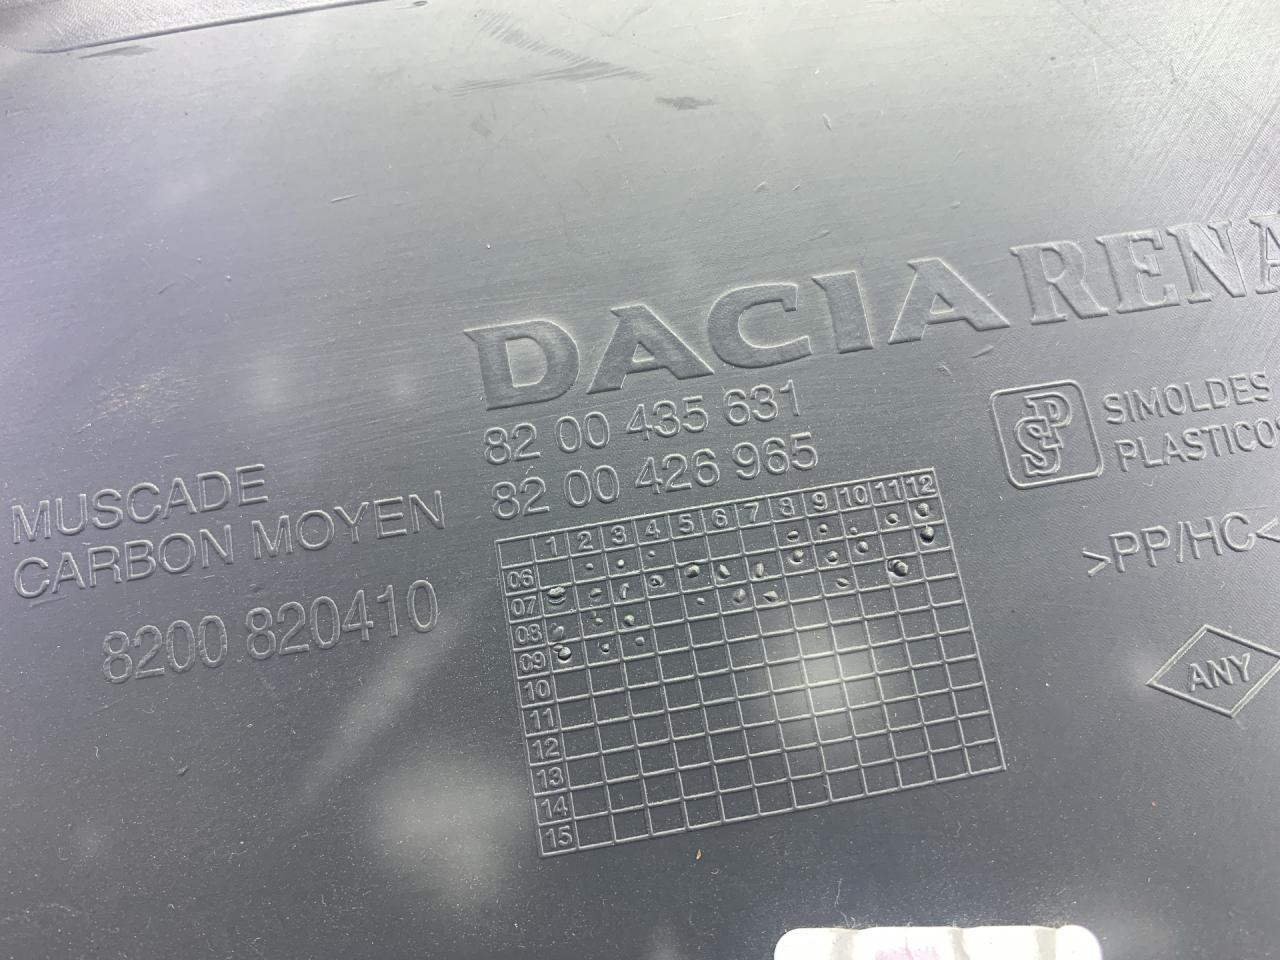 DACIA RENA
82 00 435 631
82 00 426 965
MUSCADE
CARBON MOYEN
8200 820410
SIMOLDES
PLASTICO
>PP/HC<
ANY
1 2 3 4 5 6 7 8 9 10 11 12
06
07
08
09
10
11
12
13
14
15